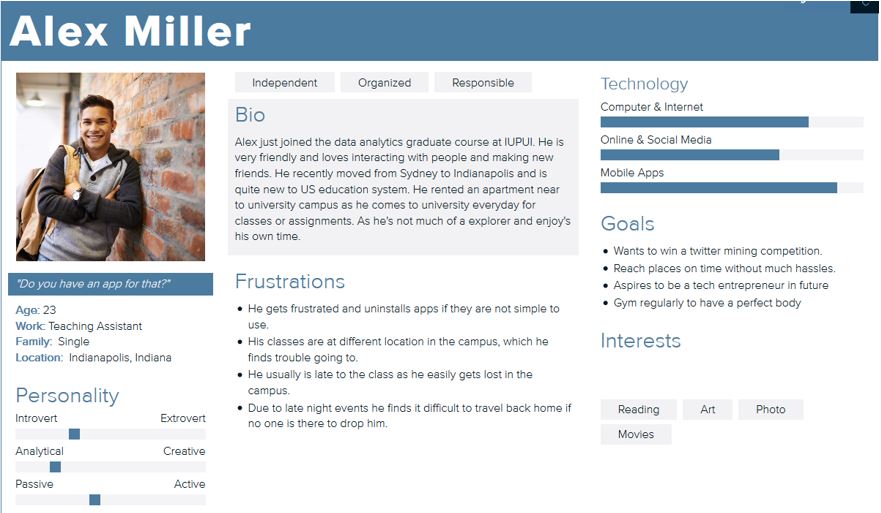 Alex Miller
Independent
Organized
Responsible
Bio
Alex just joined the data analytics graduate course at IUPUI. He is
very friendly and loves interacting with people and making new
friends. He recently moved from Sydney to Indianapolis and is
quite new to US education system. He rented an apartment near
to university campus as he comes to university everyday for
classes or assignments. As he's not much of a explorer and enjoy's
his own time.
"Do you have an app for that?"
Age: 23
Work: Teaching Assistant
Family: Single
Location: Indianapolis, Indiana
Personality
Introvert Extrovert
Analytical Creative
Passive Active
Frustrations
He gets frustrated and uninstalls apps if they are not simple to
use.
His classes are at different location in the campus, which he
finds trouble going to.
He usually is late to the class as he easily gets lost in the
campus.
Due to late night events he finds it difficult to travel back home if
no one is there to drop him.
Technology
Computer & Internet
Online & Social Media
Mobile Apps
Goals
Wants to win a twitter mining competition.
Reach places on time without much hassles.
Aspires to be a tech entrepreneur in future
Gym regularly to have a perfect body
Interests
Reading
Art
Photo
Movies